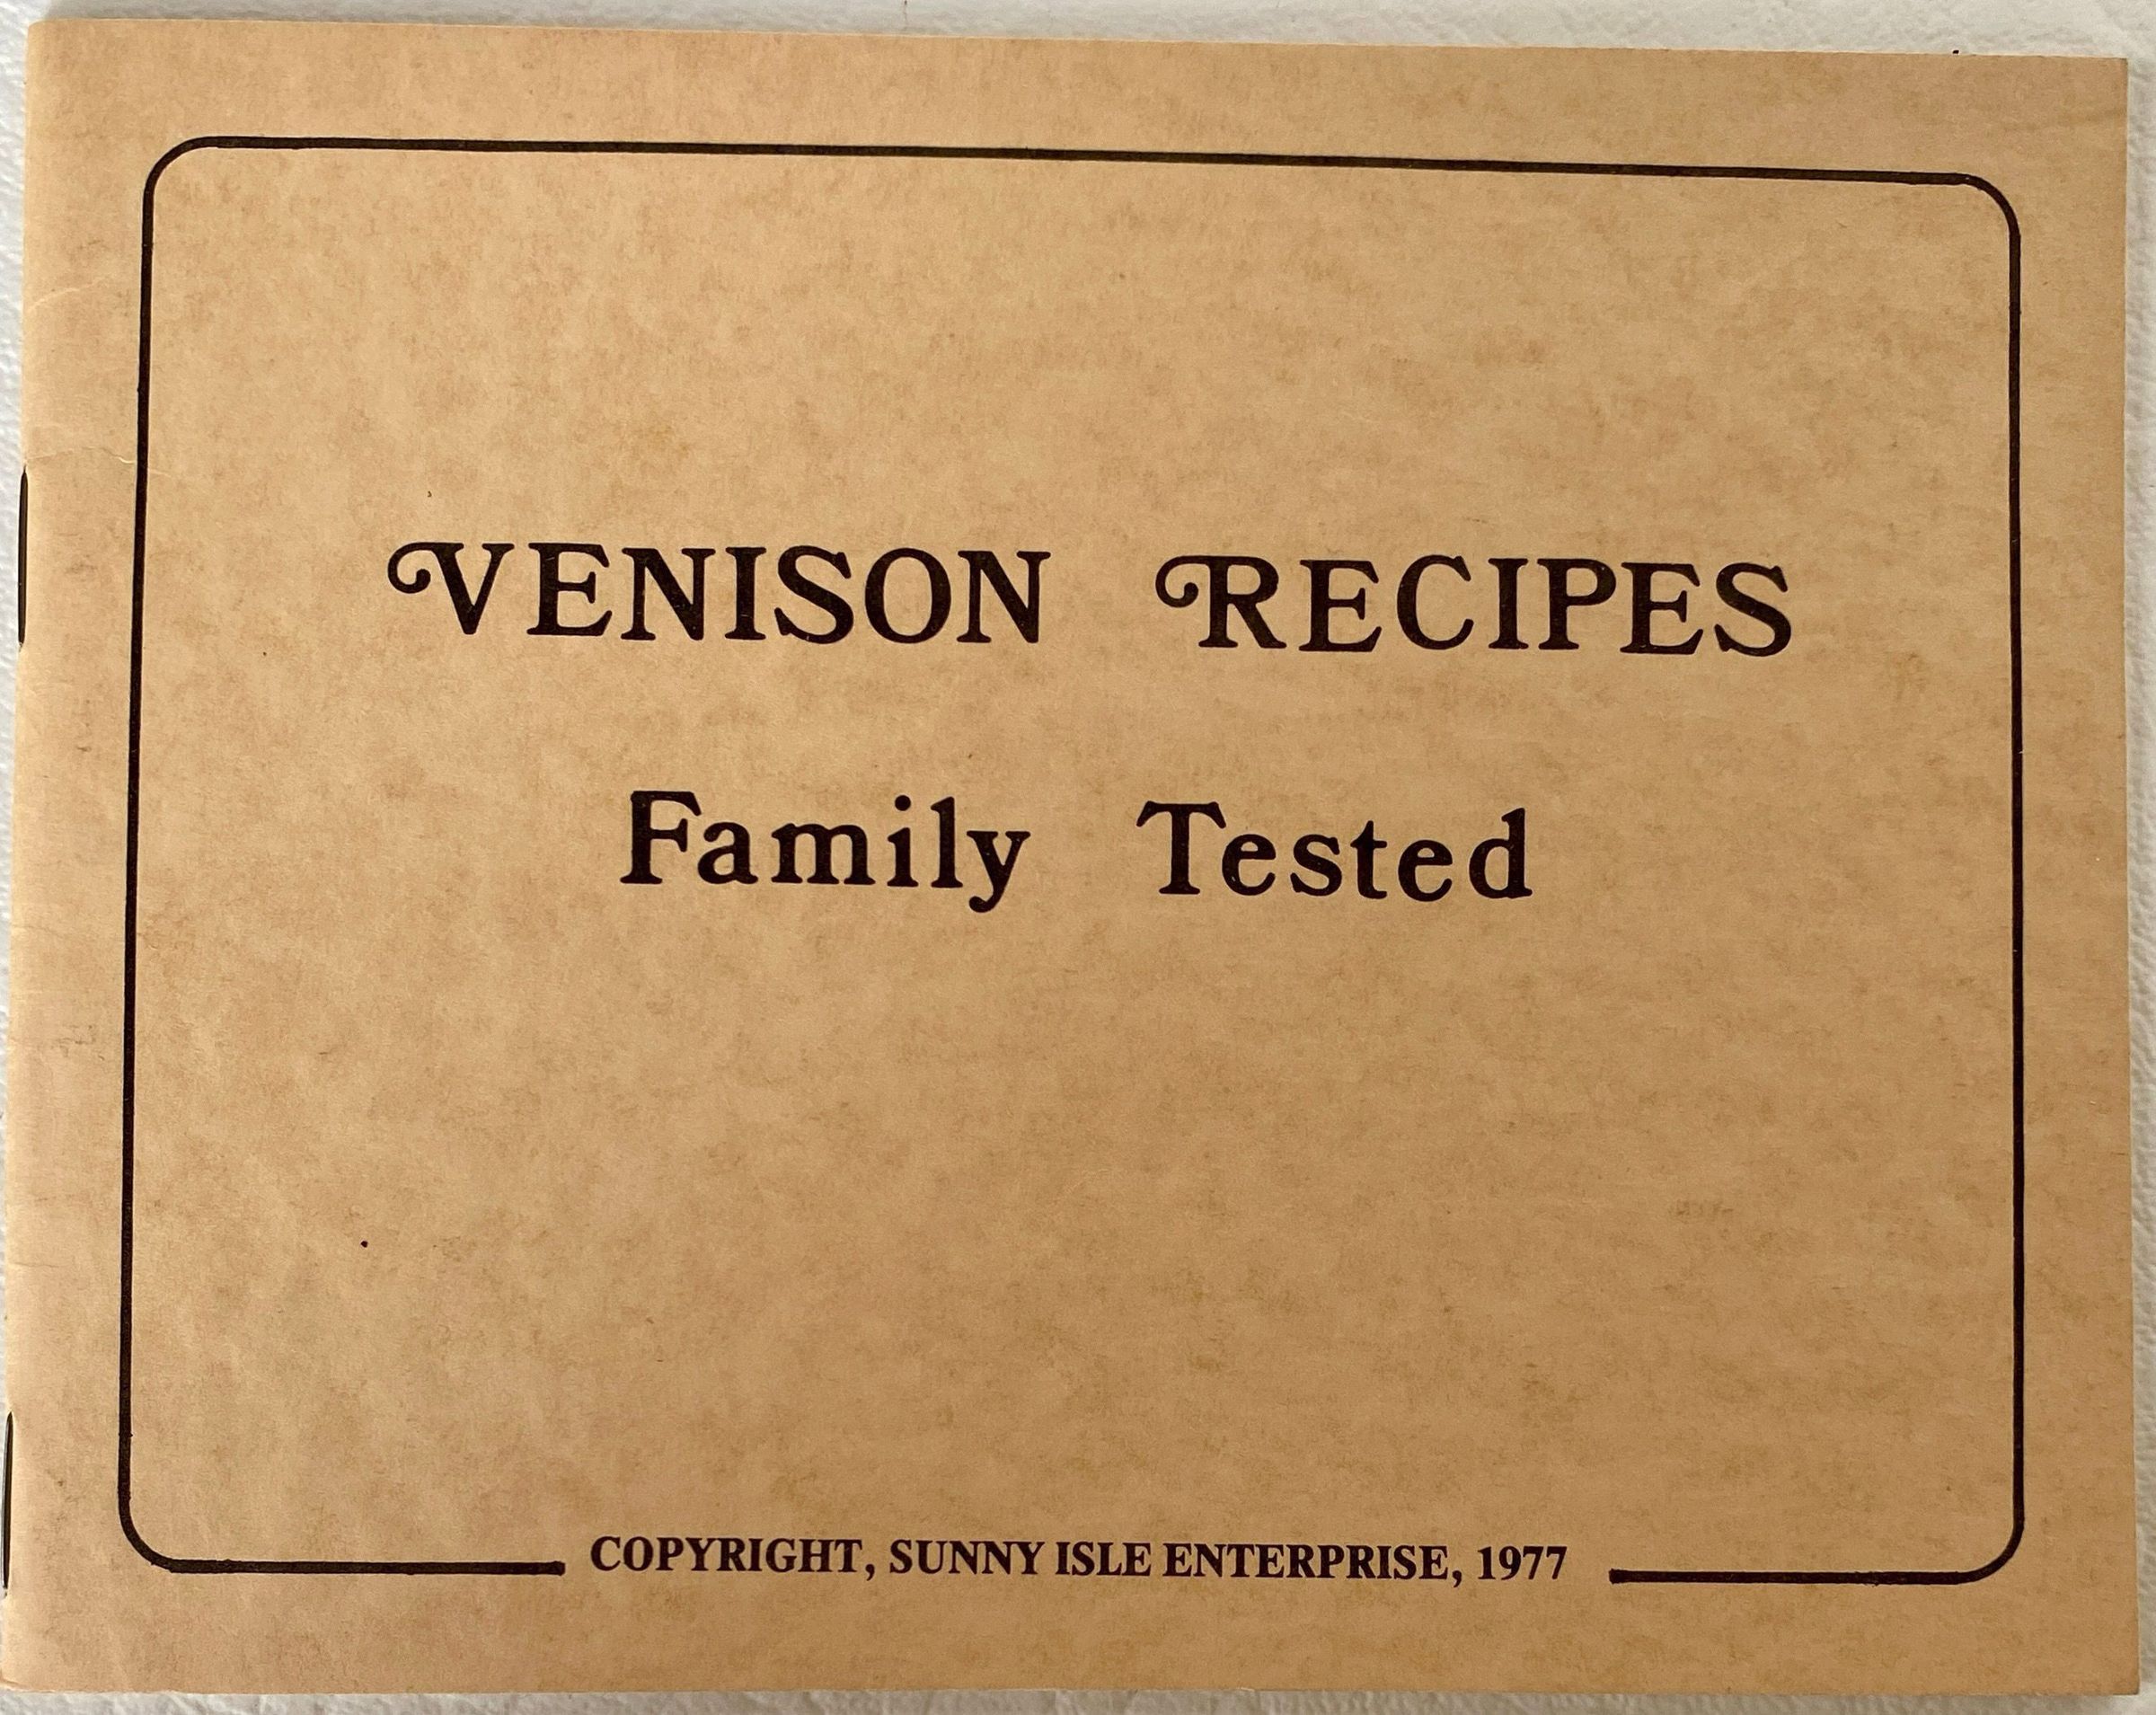 VENISON RECIPES
Family Tested
COPYRIGHT, SUNNY ISLE ENTERPRISE, 1977